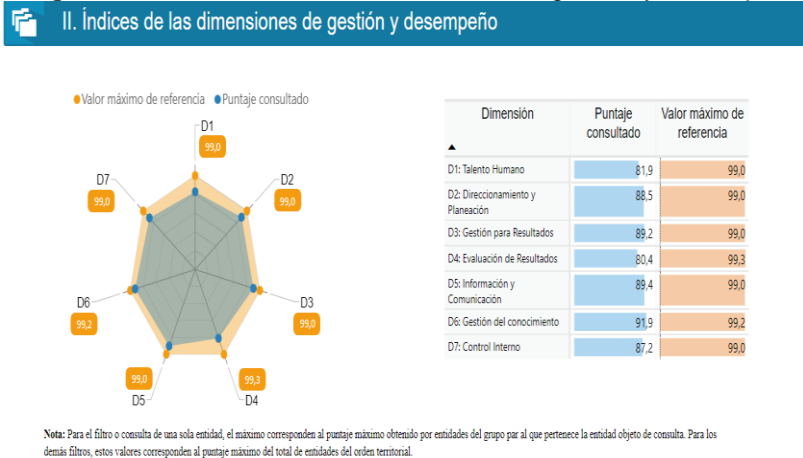 II. Índices de las dimensiones de gestión y desempeño
Valor máximo de referencia Puntaje consultado
D1
99,0
D7
99,0
D2
99,0
D6
99,2
D3
99,0
99,0
D5
99,3
D4
Dimensión Puntaje consultado Valor máximo de referencia
D1: Talento Humano 81,9 99,0
D2: Direccionamiento y Planeación 88,5 99,0
D3: Gestión para Resultados 89,2 99,0
D4: Evaluación de Resultados 80,4 99,3
D5: Información y Comunicación 89,4 99,0
D6: Gestión del conocimiento 91,9 99,2
D7: Control Interno 87,2 99,0
Nota: Para el filtro o consulta de una sola entidad, el máximo corresponden al puntaje máximo obtenido por entidades del grupo par al que pertenece la entidad objeto de consulta. Para los
demás filtros, estos valores corresponden al puntaje máximo del total de entidades del orden territorial.